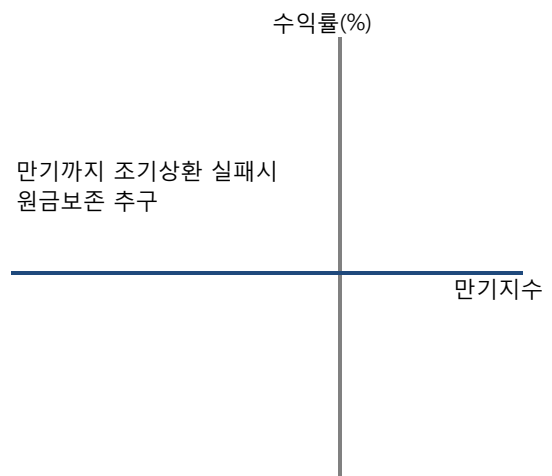 수익률(%)
만기까지 조기상환 실패시
원금보존 추구
만기지수